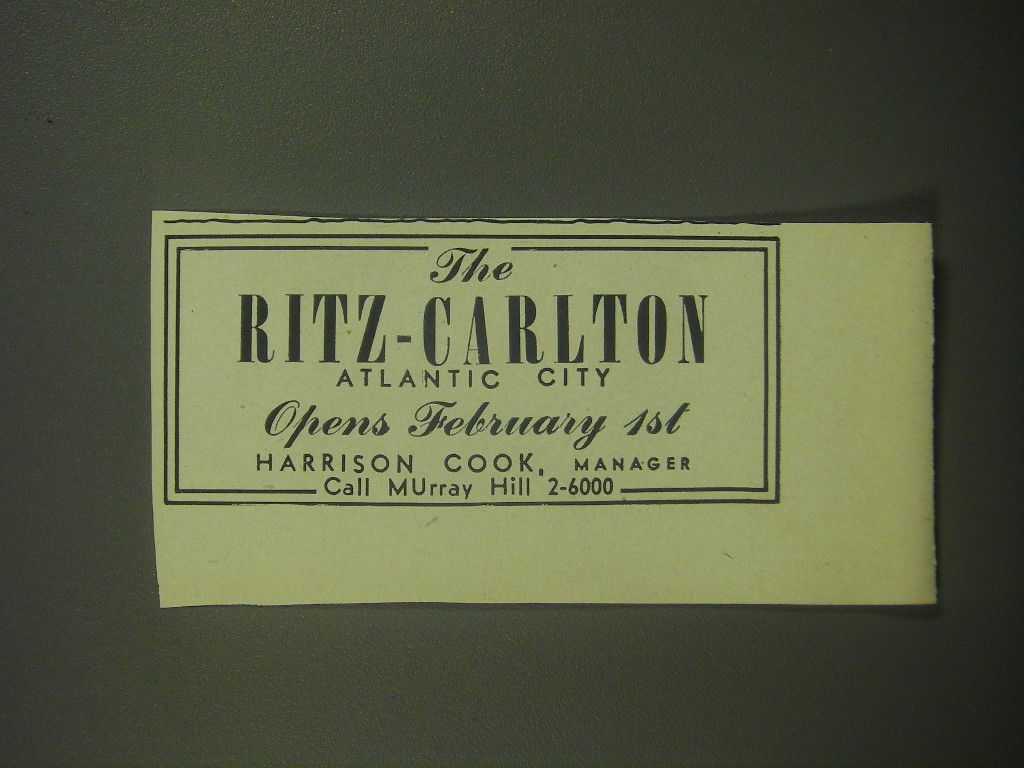 The
RITZ-CARLTON
ATLANTIC CITY
Opens February 1st
HARRISON COOK, MANAGER
Call MUrray Hill 2-6000